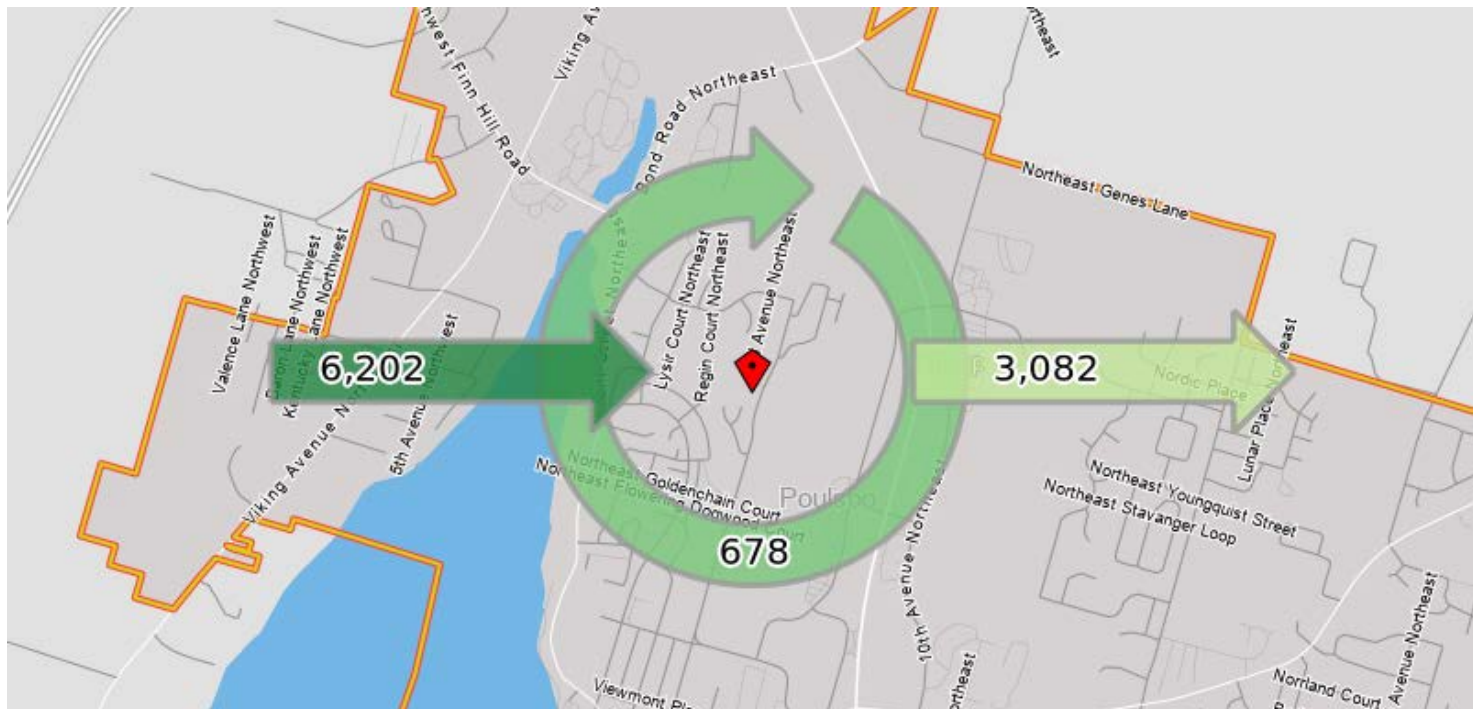 Northwest Finn Hill Road
Bond Road Northeast
Northeast Genes Lane
Valence Lane Northwest
Lane Northwest
Lane Northwest
5th Avenue Northwest
Viking Avenue
Lysir Court Northeast
Regin Court Northeast
Avenue Northeast
6,202
3,082
678
Nordic Place
Lunar Place Northeast
Northeast Goldenchain Court
Northeast Flowering Dogwood Court
Poulsbo
10th Avenue Northeast
Northeast Youngquist Street
Northeast Stavanger Loop
Avenue Northeast
Norrland Court
Viewmont